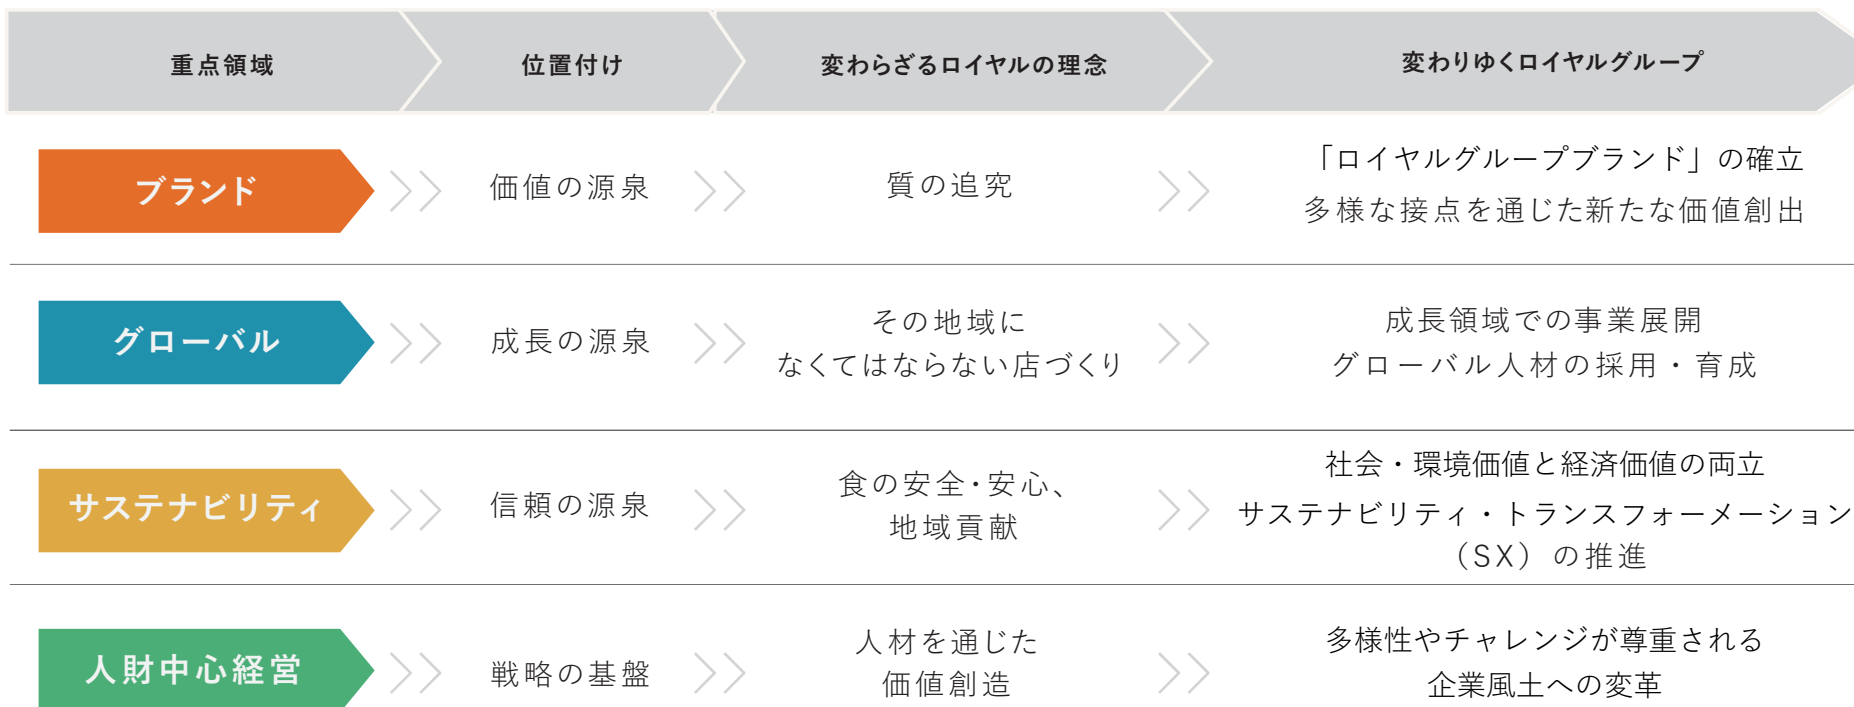 重点領域
位置付け
変わらざるロイヤルの理念
変わりゆくロイヤルグループ
ブランド
価値の源泉
質の追究
「ロイヤルグループブランド」の確立
多様な接点を通じた新たな価値創出
グローバル
成長の源泉
その地域に
なくてはならない店づくり
成長領域での事業展開
グローバル人材の採用・育成
サステナビリティ
信頼の源泉
食の安全・安心、
地域貢献
社会・環境価値と経済価値の両立
サステナビリティ・トランスフォーメーション
(SX)の推進
人財中心経営
戦略の基盤
人材を通じた
価値創造
多様性やチャレンジが尊重される
企業風土への変革